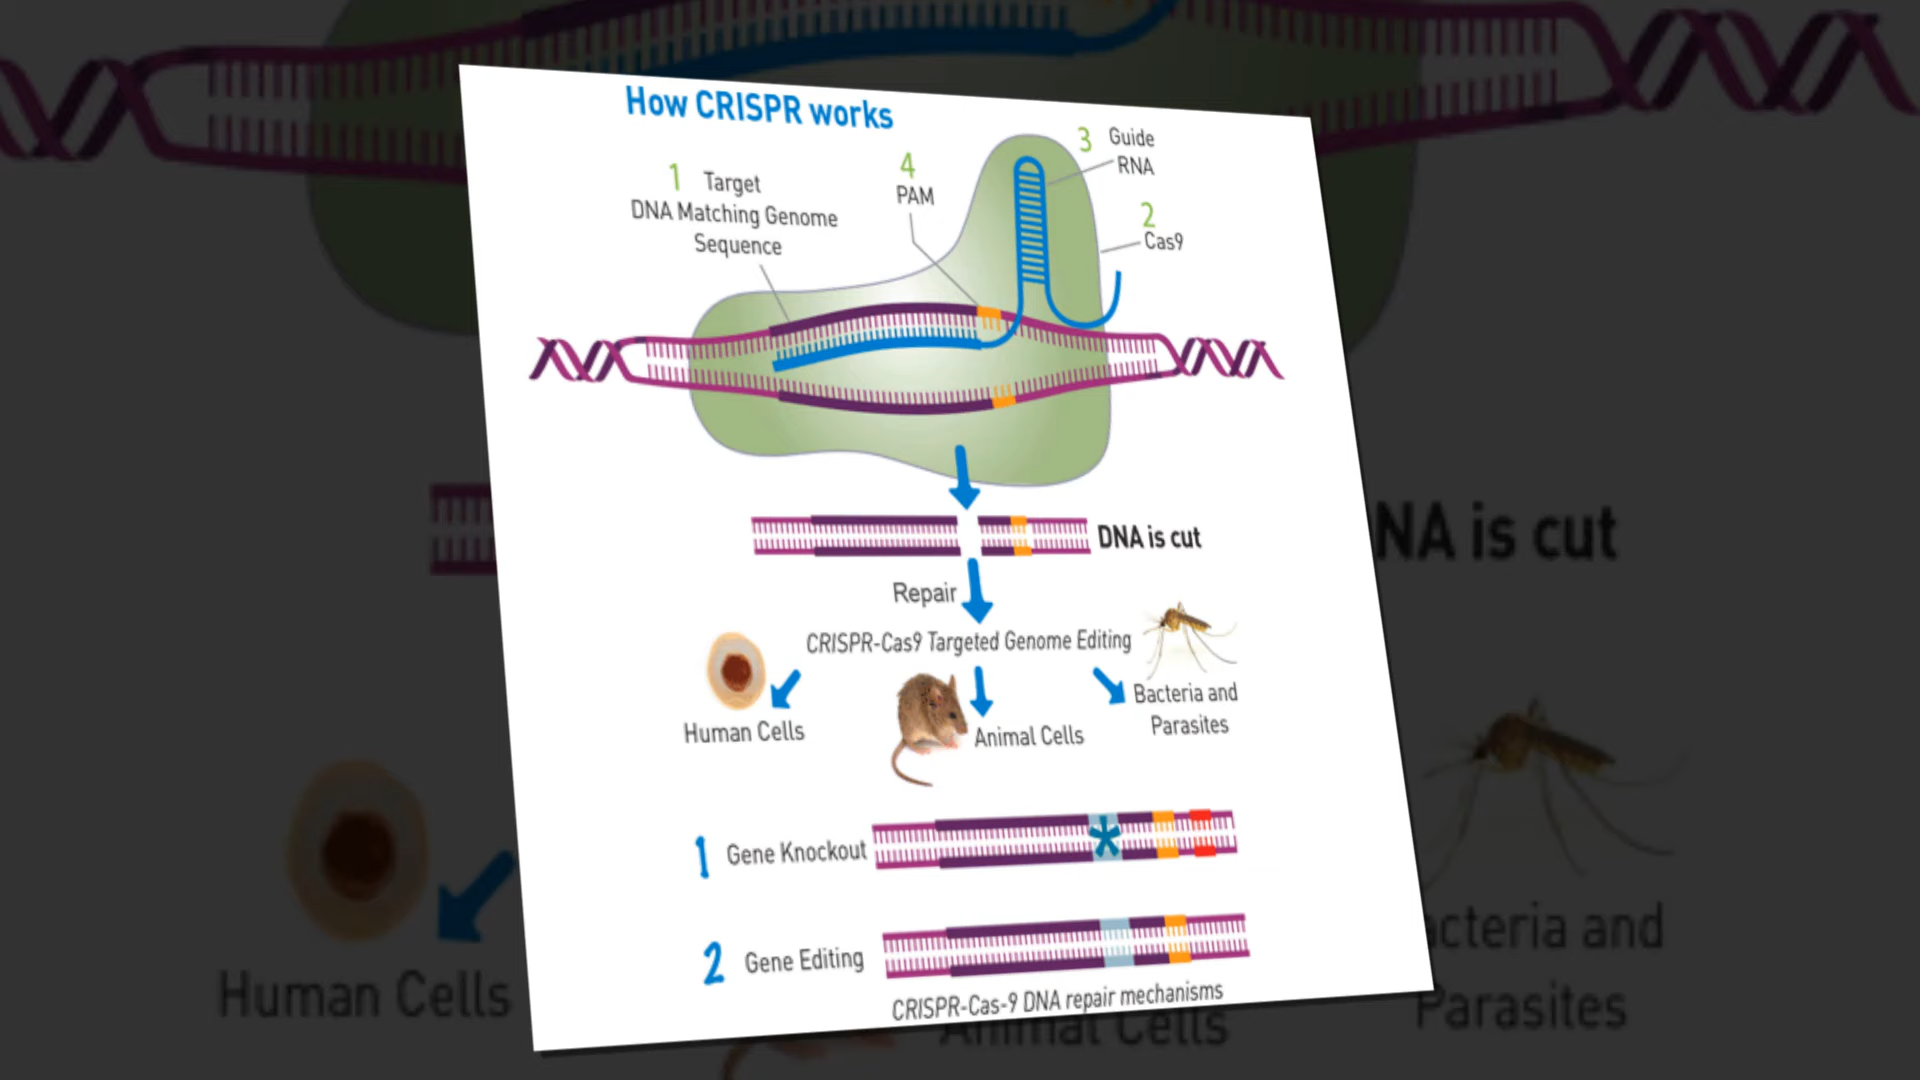 How CRISPR works
1 Target
DNA Matching Genome
Sequence
4
PAM
3 Guide
RNA
2
Cas9
DNA is cut
Repair
CRISPR-Cas9 Targeted Genome Editing
Human Cells
Animal Cells
Bacteria and
Parasites
1 Gene Knockout
*
2 Gene Editing
CRISPR-Cas-9 DNA repair mechanisms
NA is cut
Human Cells
Animal Cells
acteria and
Parasites